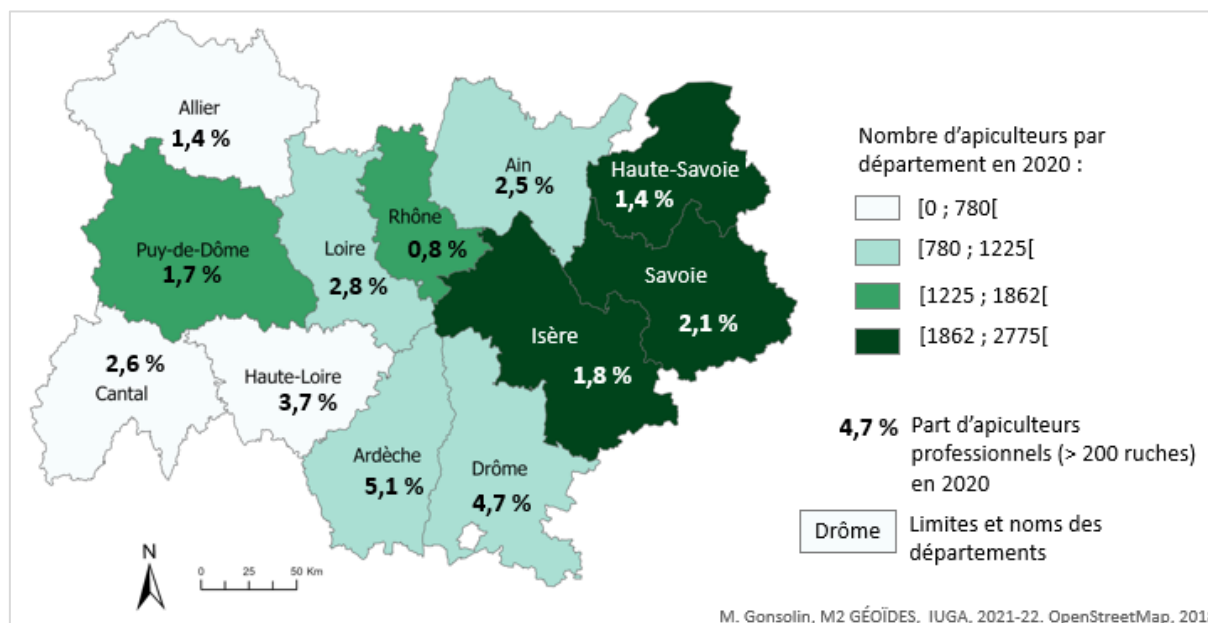 Allier
1,4 %
Puy-de-Dôme
1,7 %
Loire
2,8 %
Rhône
0,8 %
Ain
2,5 %
Haute-Savoie
1,4 %
Savoie
2,1 %
Isère
1,8 %
2,6 %
Cantal
Haute-Loire
3,7 %
Ardèche
5,1 %
Drôme
4,7 %
N
0 25 50 Km
Nombre d'apiculteurs par
département en 2020 :
[0 ; 780[
[780 ; 1225[
[1225 ; 1862[
[1862 ; 2775[
4,7 % Part d'apiculteurs
professionnels (> 200 ruches)
en 2020
Drôme Limites et noms des
départements
M. Gonsolin, M2 GÉOÏDES, IUGA, 2021-22. OpenStreetMap,